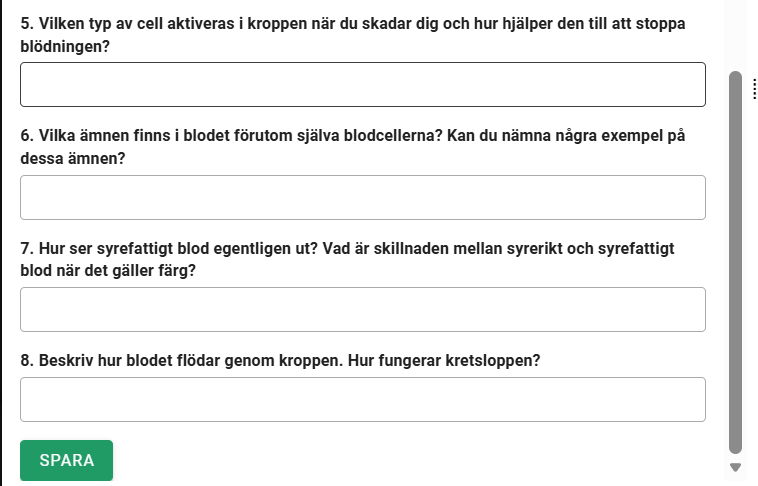 5. Vilken typ av cell aktiveras i kroppen när du skadar dig och hur hjälper den till att stoppa
blödningen?
6. Vilka ämnen finns i blodet förutom själva blodcellerna? Kan du nämna några exempel på
dessa ämnen?
7. Hur ser syrefattigt blod egentligen ut? Vad är skillnaden mellan syrerikt och syrefattigt
blod när det gäller färg?
8. Beskriv hur blodet flödar genom kroppen. Hur fungerar kretsloppen?
SPARA